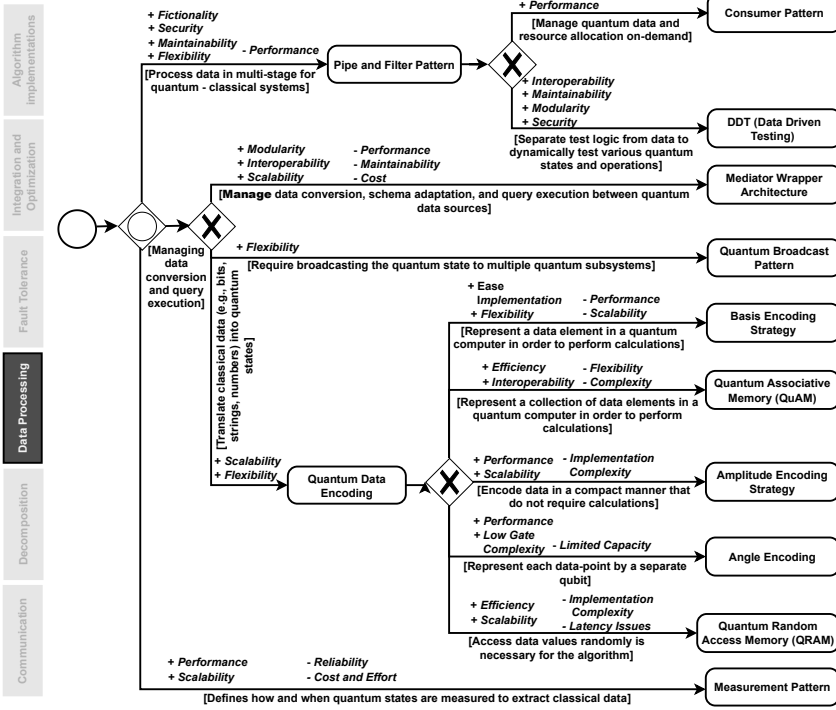 Algorithm
implementations
Integration and
Optimization
Fault Tolerance
Data Processing
Decomposition
Communication
+ Fictionality
+ Security
+ Maintainability
+ Flexibility
- Performance
[Process data in multi-stage for
quantum - classical systems]
Pipe and Filter Pattern
+ Performance
[Manage quantum data and
resource allocation on-demand]
Consumer Pattern
+ Interoperability
+ Maintainability
+ Modularity
+ Security
[Separate test logic from data to
dynamically test various quantum
states and operations]
DDT (Data Driven
Testing)
[Managing
data
conversion
and query
execution]
+ Modularity
+ Interoperability
+ Scalability
- Performance
- Maintainability
- Cost
[Manage data conversion, schema adaptation, and query execution between quantum
data sources]
Mediator Wrapper
Architecture
+ Flexibility
[Require broadcasting the quantum state to multiple quantum subsystems]
Quantum Broadcast
Pattern
[Translate classical data (e.g., bits,
strings, numbers) into quantum
states]
+ Scalability
+ Flexibility
Quantum Data
Encoding
+ Ease
Implementation
+ Flexibility
- Performance
- Scalability
[Represent a data element in a quantum
computer in order to perform calculations]
Basis Encoding
Strategy
+ Efficiency
+ Interoperability
- Flexibility
- Complexity
[Represent a collection of data elements in a
quantum computer in order to perform
calculations]
Quantum Associative
Memory (QuAM)
+ Performance
+ Scalability
- Implementation
Complexity
[Encode data in a compact manner that
do not require calculations]
Amplitude Encoding
Strategy
+ Performance
+ Low Gate
Complexity
- Limited Capacity
[Represent each data-point by a separate
qubit]
Angle Encoding
+ Efficiency
+ Scalability
- Implementation
Complexity
- Latency Issues
[Access data values randomly is
necessary for the algorithm]
Quantum Random
Access Memory (QRAM)
+ Performance
+ Scalability
- Reliability
- Cost and Effort
[Defines how and when quantum states are measured to extract classical data]
Measurement Pattern